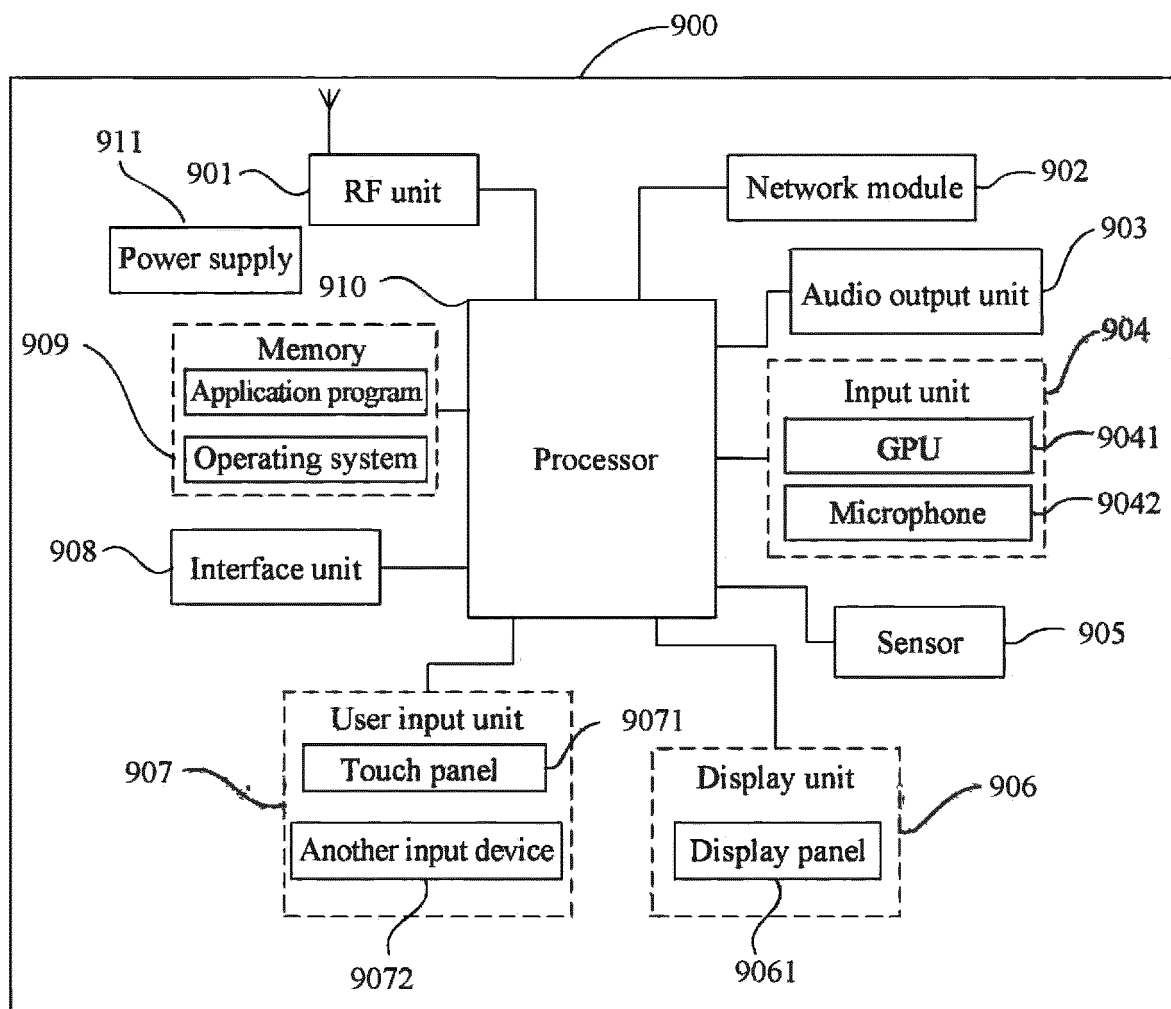 900
911
901
RF unit
Network module
902
Power supply
910
903
Audio output unit
904
909
Memory
Application program
Operating system
Processor
Input unit
GPU
9041
Microphone
9042
908
Interface unit
Sensor
905
User input unit
9071
Touch panel
907
Another input device
9072
Display unit
906
Display panel
9061